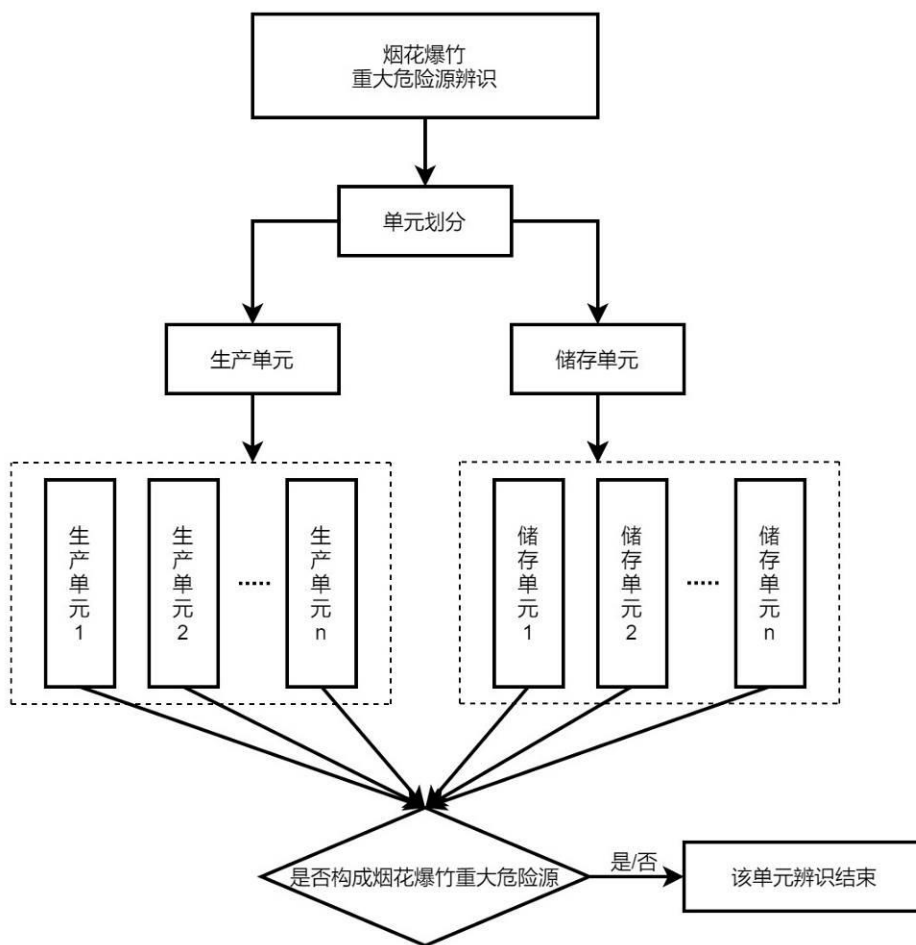 烟花爆竹
重大危险源辨识
单元划分
生产单元
储存单元
生产单元1
生产单元2
……
生产单元n
储存单元1
储存单元2
……
储存单元n
是否构成烟花爆竹重大危险源
是/否
该单元辨识结束